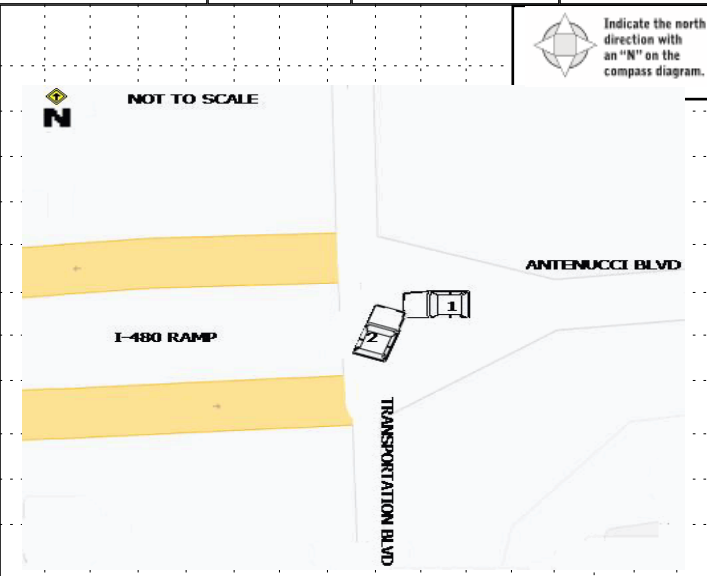 Indicate the north
direction with
an "N" on the
compass diagram.
NOT TO SCALE
N
ANTENUCCI BLVD
1
I-480 RAMP
2
TRANSPORTATION BLVD